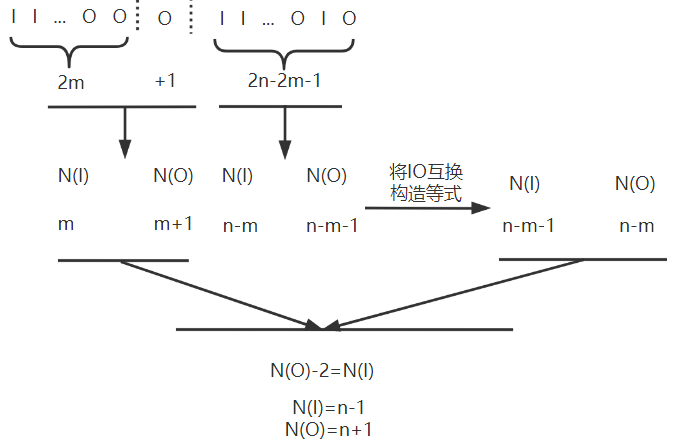 I I ... O O O I I ... O I O
2m +1 2n-2m-1
N(I) N(O) N(I) N(O) 将IO互换 N(I) N(O)
构造等式
m m+1 n-m n-m-1 n-m-1 n-m
N(O)-2=N(I)
N(I)=n-1
N(O)=n+1